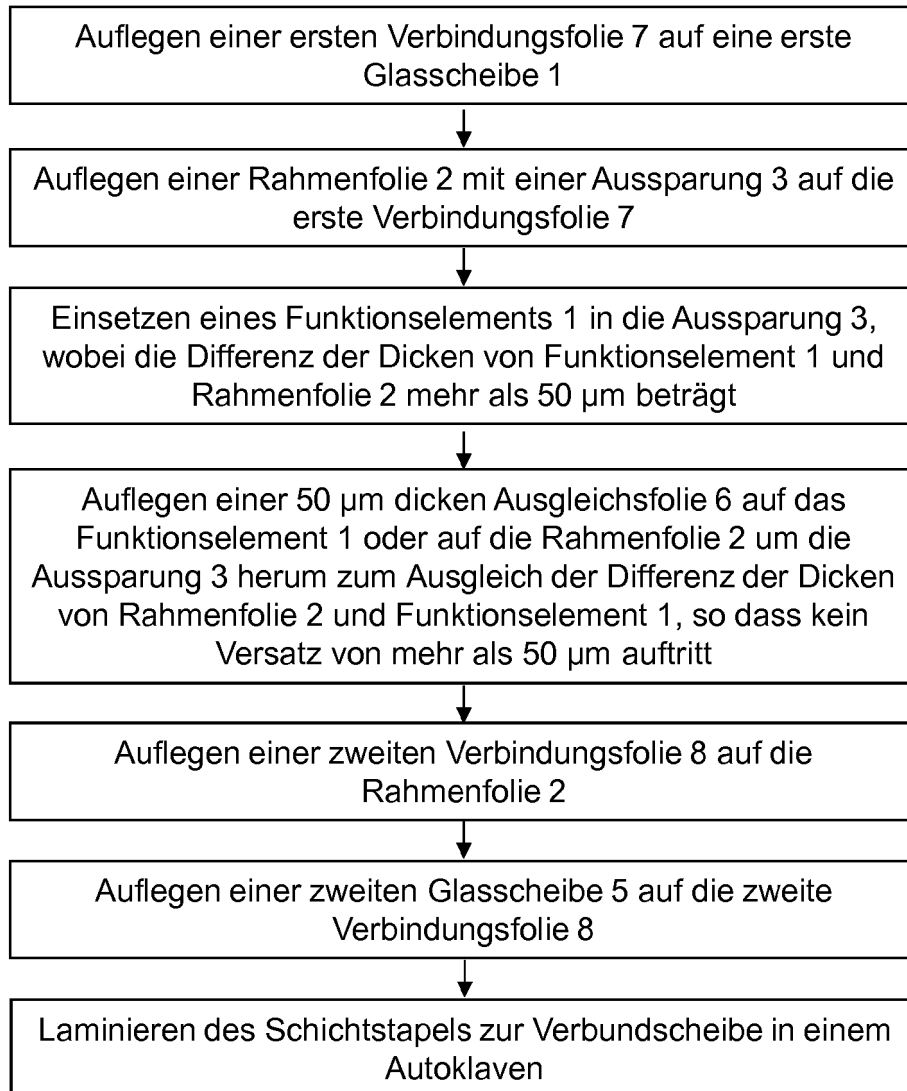 Auflegen einer ersten Verbindungsfolie 7 auf eine erste
Glasscheibe 1
Auflegen einer Rahmenfolie 2 mit einer Aussparung 3 auf die
erste Verbindungsfolie 7
Einsetzen eines Funktionselements 1 in die Aussparung 3,
wobei die Differenz der Dicken von Funktionselement 1 und
Rahmenfolie 2 mehr als 50 µm beträgt
Auflegen einer 50 µm dicken Ausgleichsfolie 6 auf das
Funktionselement 1 oder auf die Rahmenfolie 2 um die
Aussparung 3 herum zum Ausgleich der Differenz der Dicken
von Rahmenfolie 2 und Funktionselement 1, so dass kein
Versatz von mehr als 50 µm auftritt
Auflegen einer zweiten Verbindungsfolie 8 auf die
Rahmenfolie 2
Auflegen einer zweiten Glasscheibe 5 auf die zweite
Verbindungsfolie 8
Laminieren des Schichtstapels zur Verbundscheibe in einem
Autoklaven